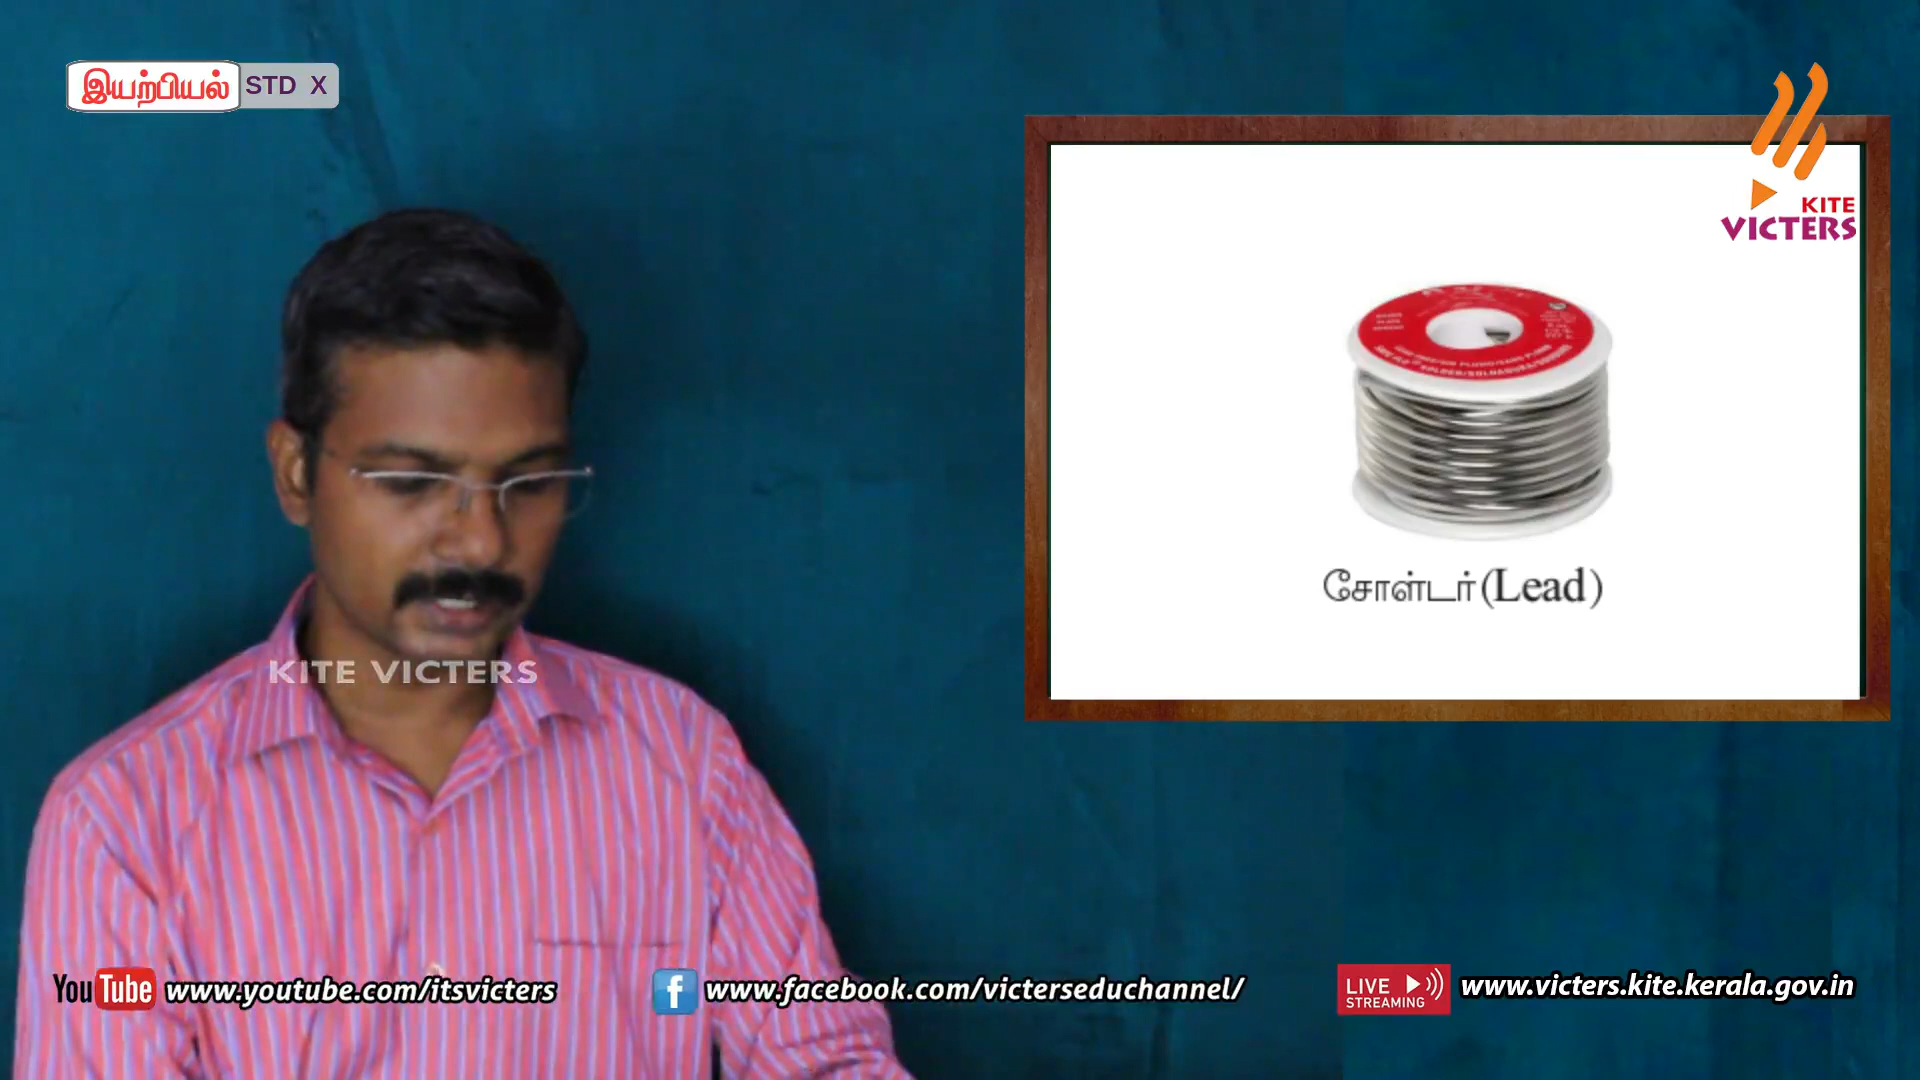 இயற்பியல் STD X
KITE
VICTERS
சோள்டர் (Lead)
KITE VICTERS
YouTube www.youtube.com/itsvicters
f www.facebook.com/victerseduchannel/
LIVE STREAMING www.victers.kite.kerala.gov.in